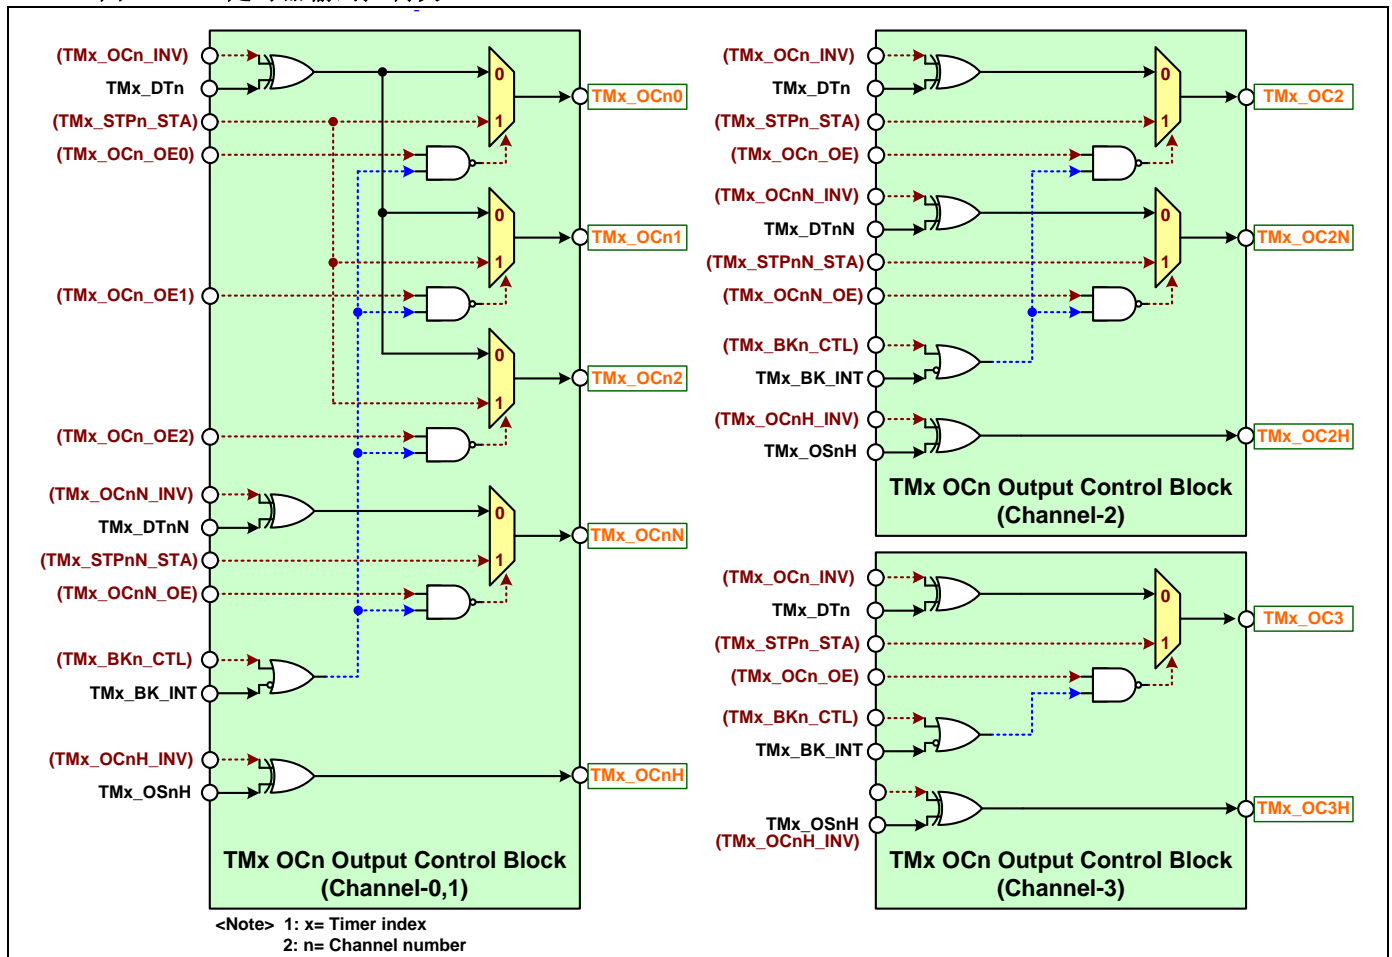 (TMx_OCn_INV)
TMx_DTn
(TMx_STPn_STA)
(TMx_OCn_OE0)
(TMx_OCn_OE1)
(TMx_OCn_OE2)
(TMx_OCnN_INV)
TMx_DTnN
(TMx_STPnN_STA)
(TMx_OCnN_OE)
(TMx_BKn_CTL)
TMx_BK_INT
(TMx_OCnH_INV)
TMx_OSnH
0
1
0
1
0
1
0
1
TMx_OCn0
TMx_OCn1
TMx_OCn2
TMx_OCnN
TMx_OCnH
TMx OCn Output Control Block
(Channel-0,1)
<Note> 1: x= Timer index
2: n= Channel number
(TMx_OCn_INV)
TMx_DTn
(TMx_STPn_STA)
(TMx_OCn_OE)
(TMx_OCnN_INV)
TMx_DTnN
(TMx_STPnN_STA)
(TMx_OCnN_OE)
(TMx_BKn_CTL)
TMx_BK_INT
(TMx_OCnH_INV)
TMx_OSnH
0
1
0
1
TMx_OC2
TMx_OC2N
TMx_OC2H
TMx OCn Output Control Block
(Channel-2)
(TMx_OCn_INV)
TMx_DTn
(TMx_STPn_STA)
(TMx_OCn_OE)
(TMx_BKn_CTL)
TMx_BK_INT
TMx_OSnH
(TMx_OCnH_INV)
0
1
TMx_OC3
TMx_OC3H
TMx OCn Output Control Block
(Channel-3)